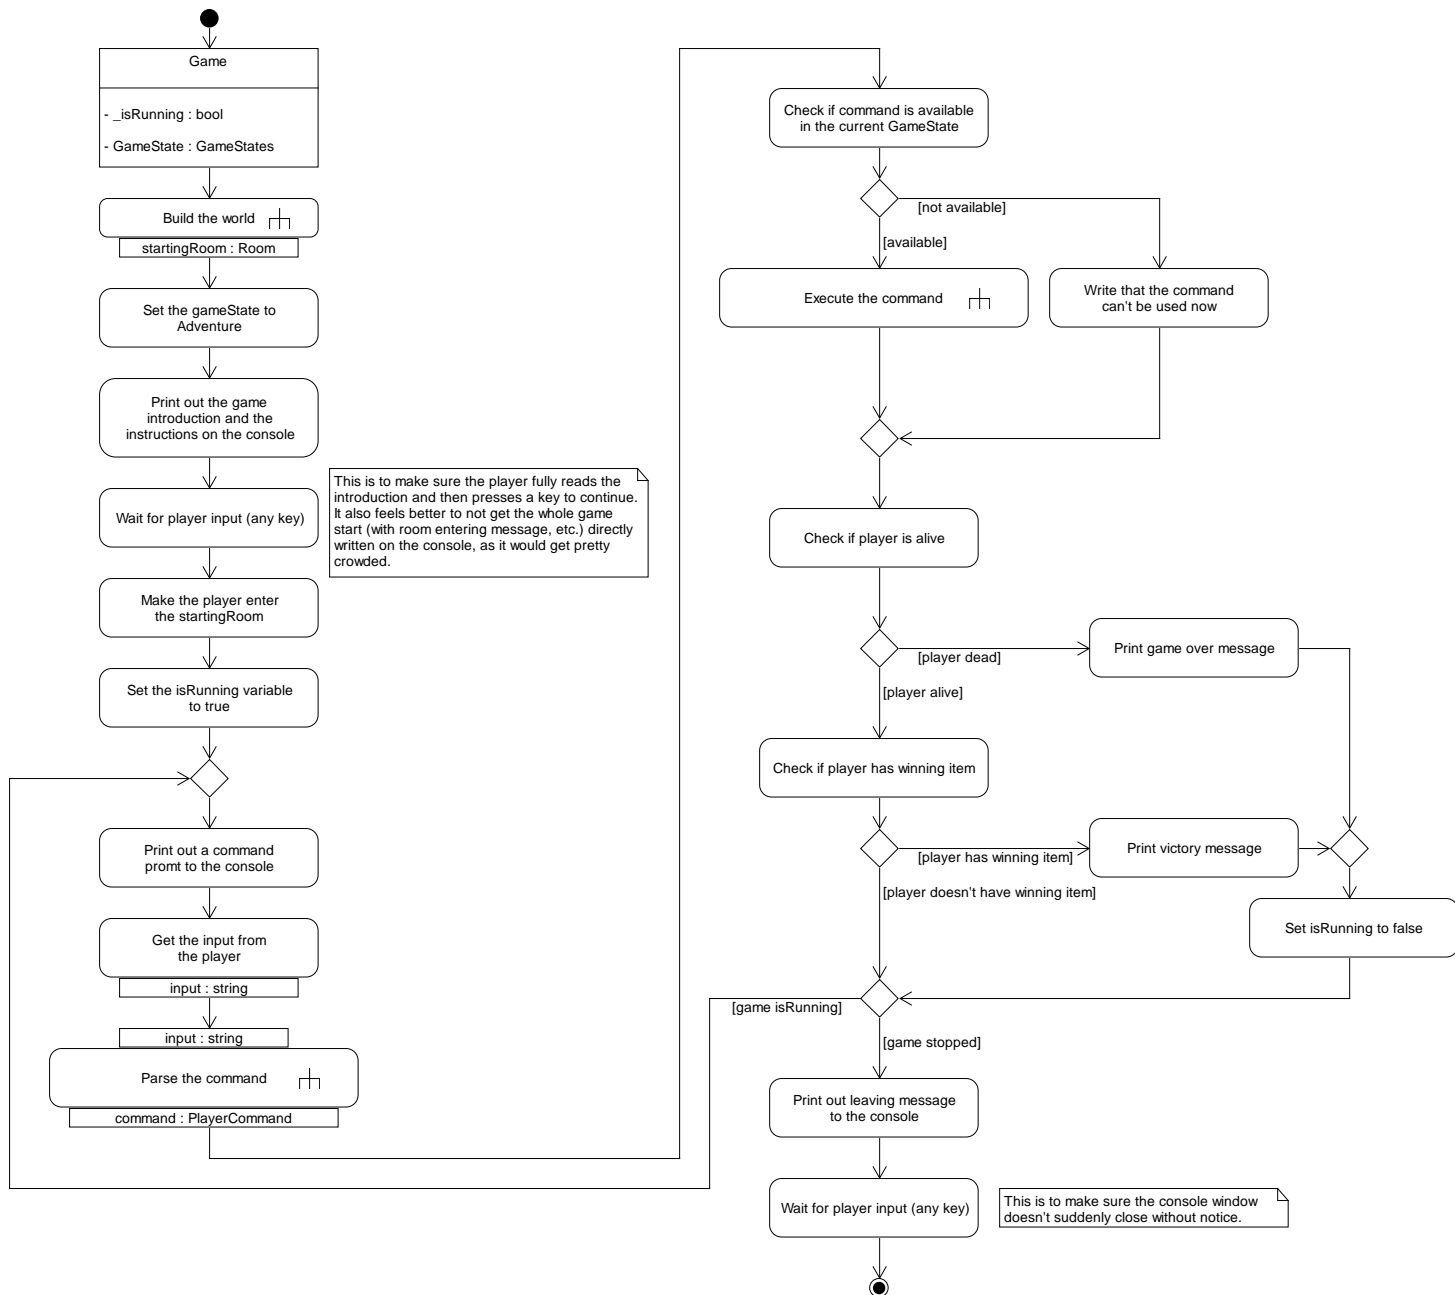 Game
- _isRunning : bool
- GameState : GameStates
Build the world
startingRoom : Room
Set the gameState to
Adventure
Print out the game
introduction and the
instructions on the console
Wait for player input (any key)
This is to make sure the player fully reads the
introduction and then presses a key to continue.
It also feels better to not get the whole game
start (with room entering message, etc.) directly
written on the console, as it would get pretty
crowded.
Make the player enter
the startingRoom
Set the isRunning variable
to true
Print out a command
promt to the console
Get the input from
the player
input : string
input : string
Parse the command
command : PlayerCommand
Check if command is available
in the current GameState
[not available]
[available]
Execute the command
Write that the command
can't be used now
Check if player is alive
[player dead]
Print game over message
[player alive]
Check if player has winning item
[player has winning item]
Print victory message
[player doesn't have winning item]
Set isRunning to false
[game isRunning]
[game stopped]
Print out leaving message
to the console
Wait for player input (any key)
This is to make sure the console window
doesn't suddenly close without notice.